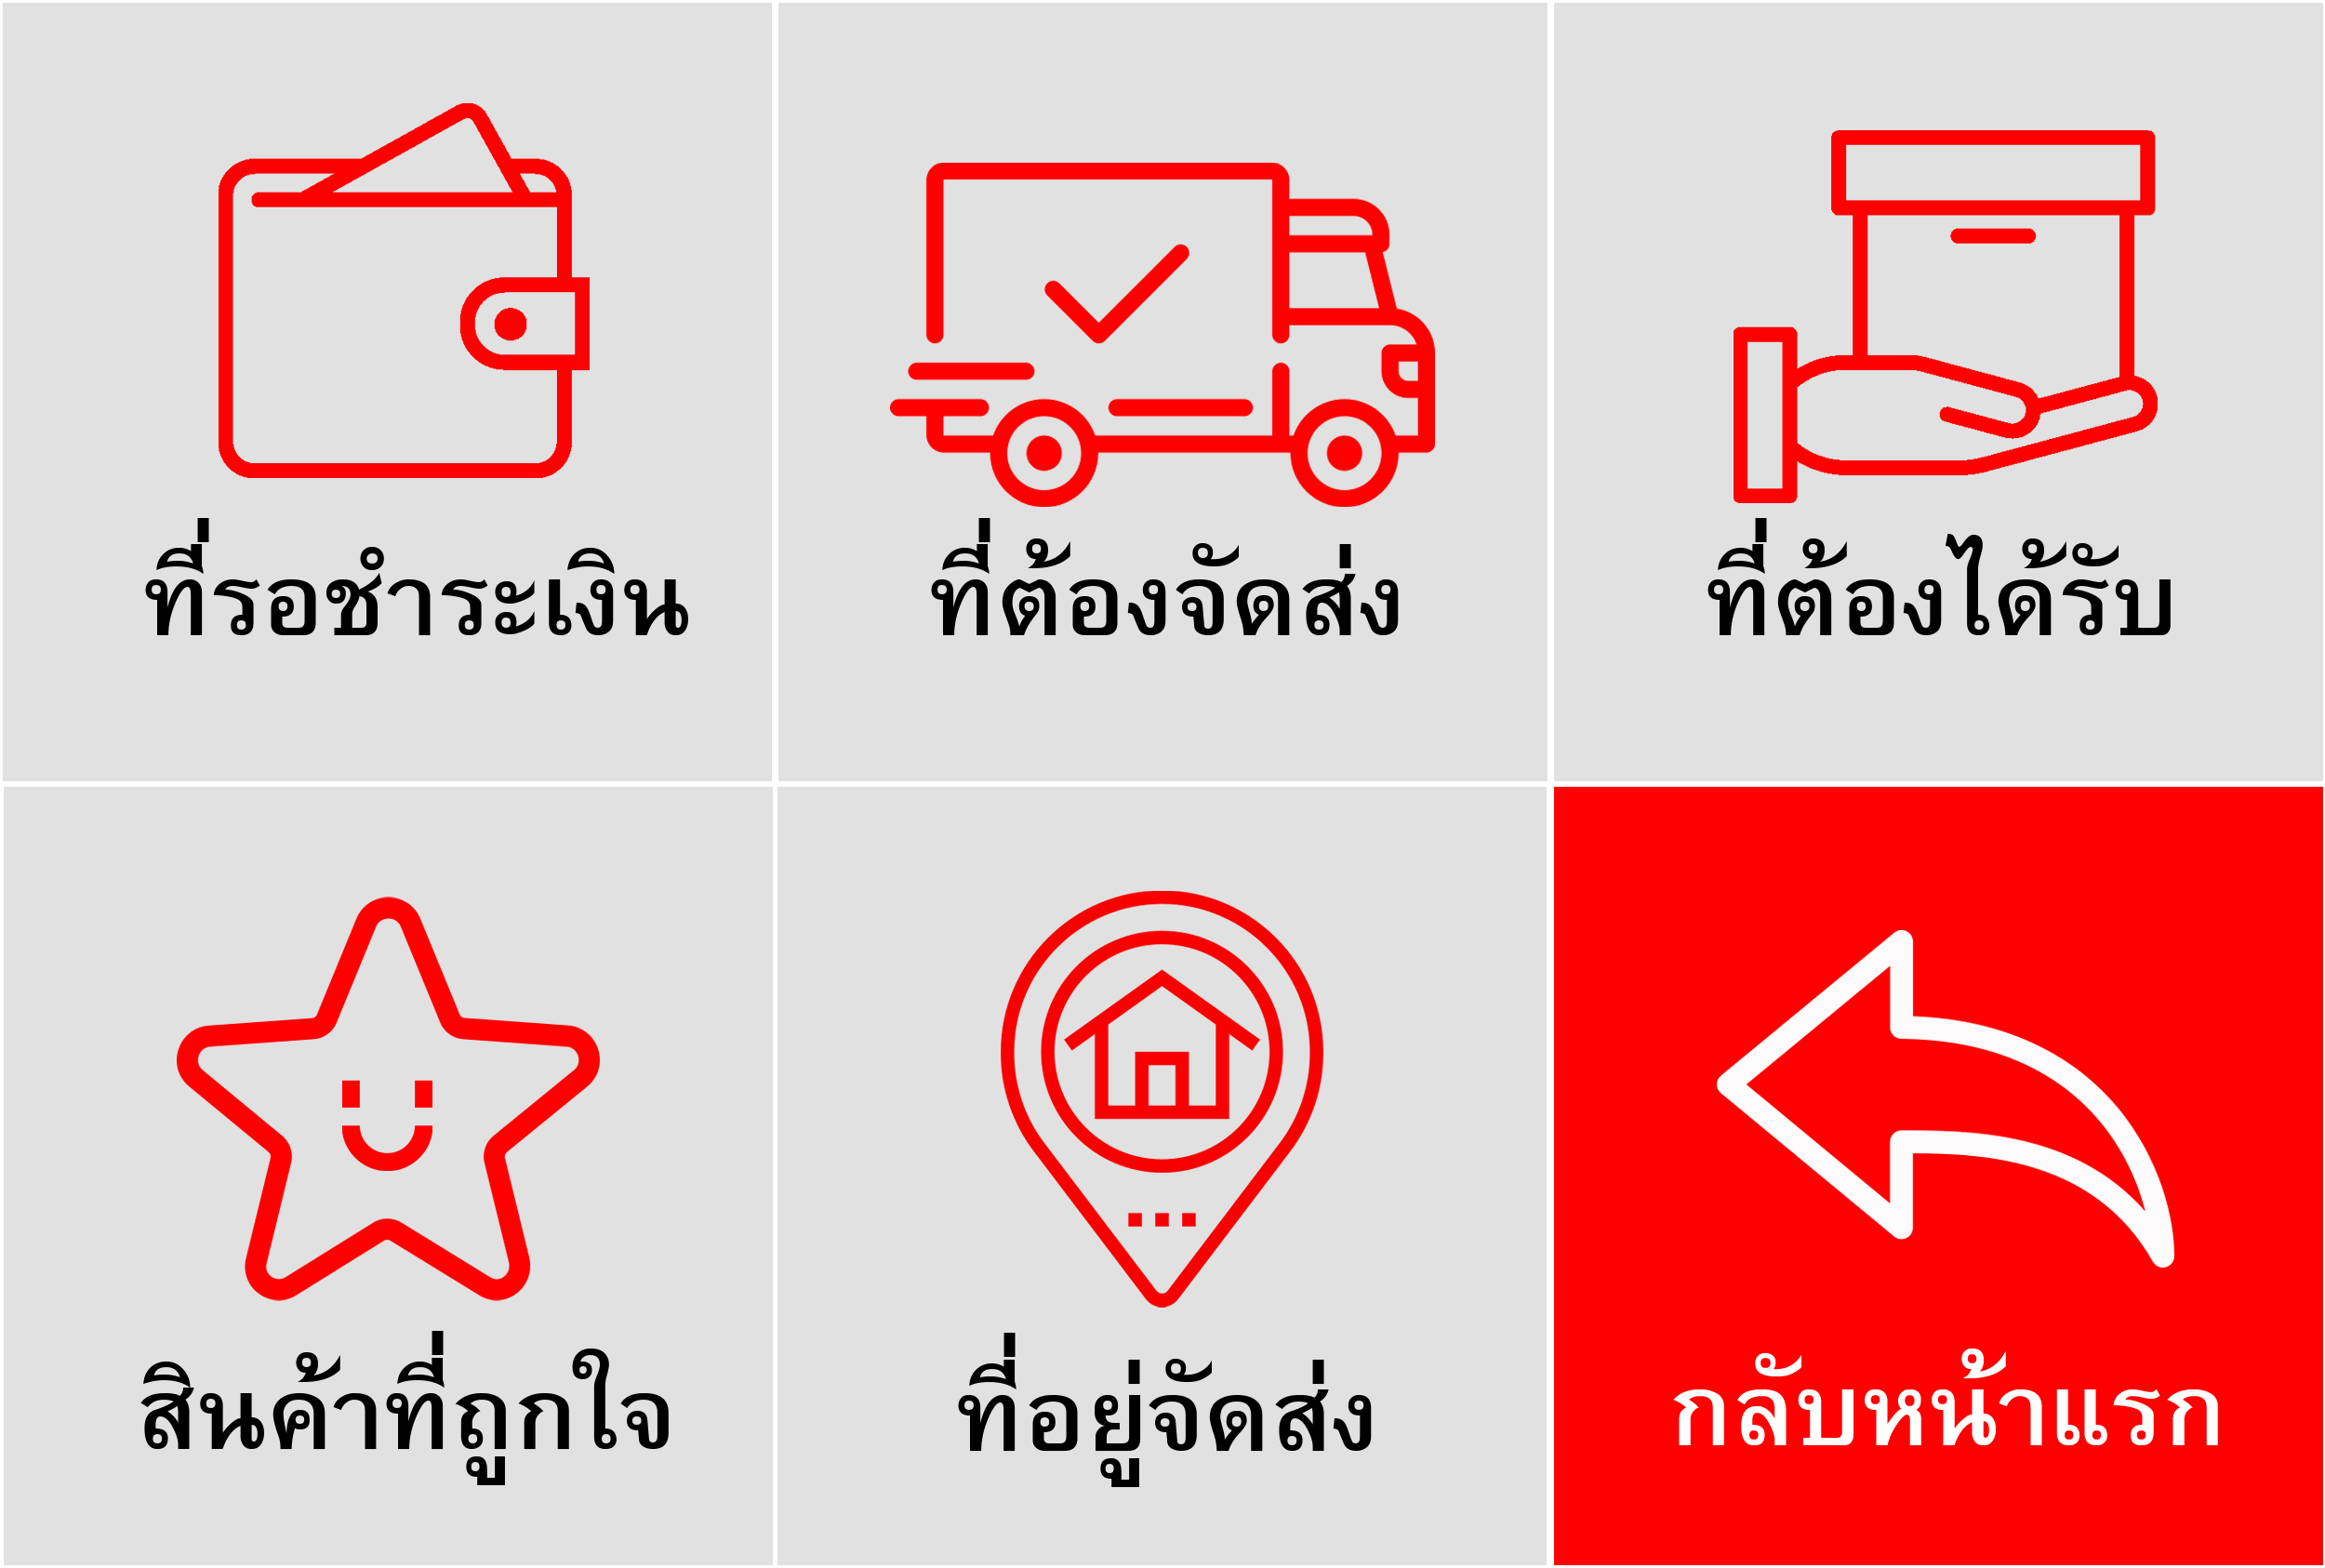 ที่รอชำระเงิน
ที่ต้องจัดส่ง
ที่ต้องได้รับ
สินค้าที่ถูกใจ
ที่อยู่จัดส่ง
กลับหน้าแรก